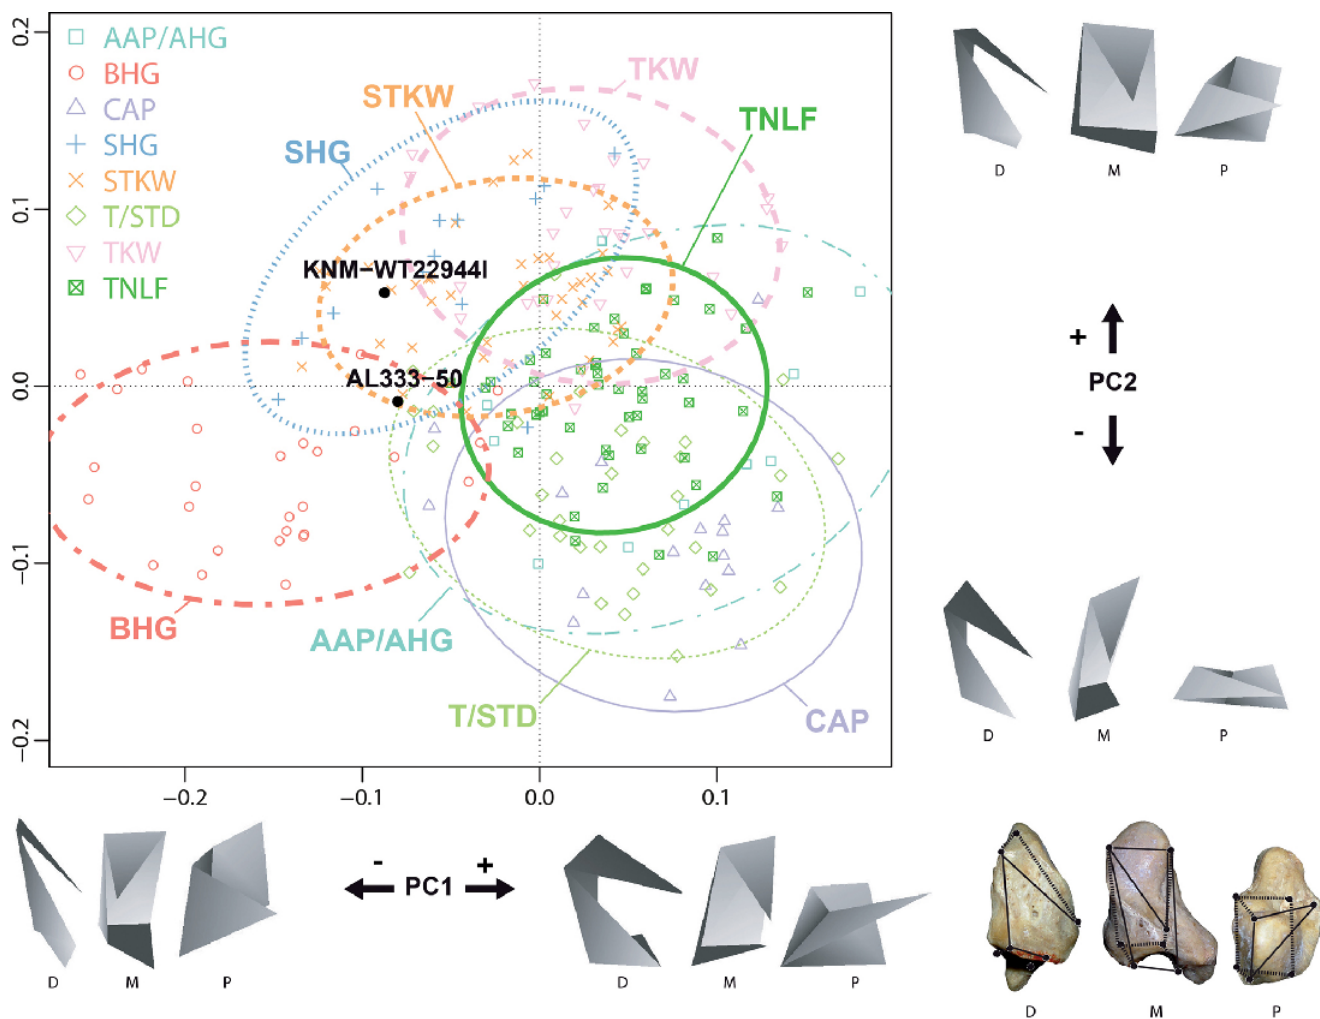 0.2
0.1
0.0
−0.1
−0.2
AAP/AHG
BHG
CAP
SHG
STKW
T/STD
TKW
TNLF
TKW
STKW
TNLF
SHG
KNM−WT22944I
AL333−50
BHG
AAP/AHG
T/STD
CAP
−0.2
−0.1
0.0
0.1
D
M
P
+
PC2
-
D
M
P
D
M
P
-
PC1
+
D
M
P
D
M
P